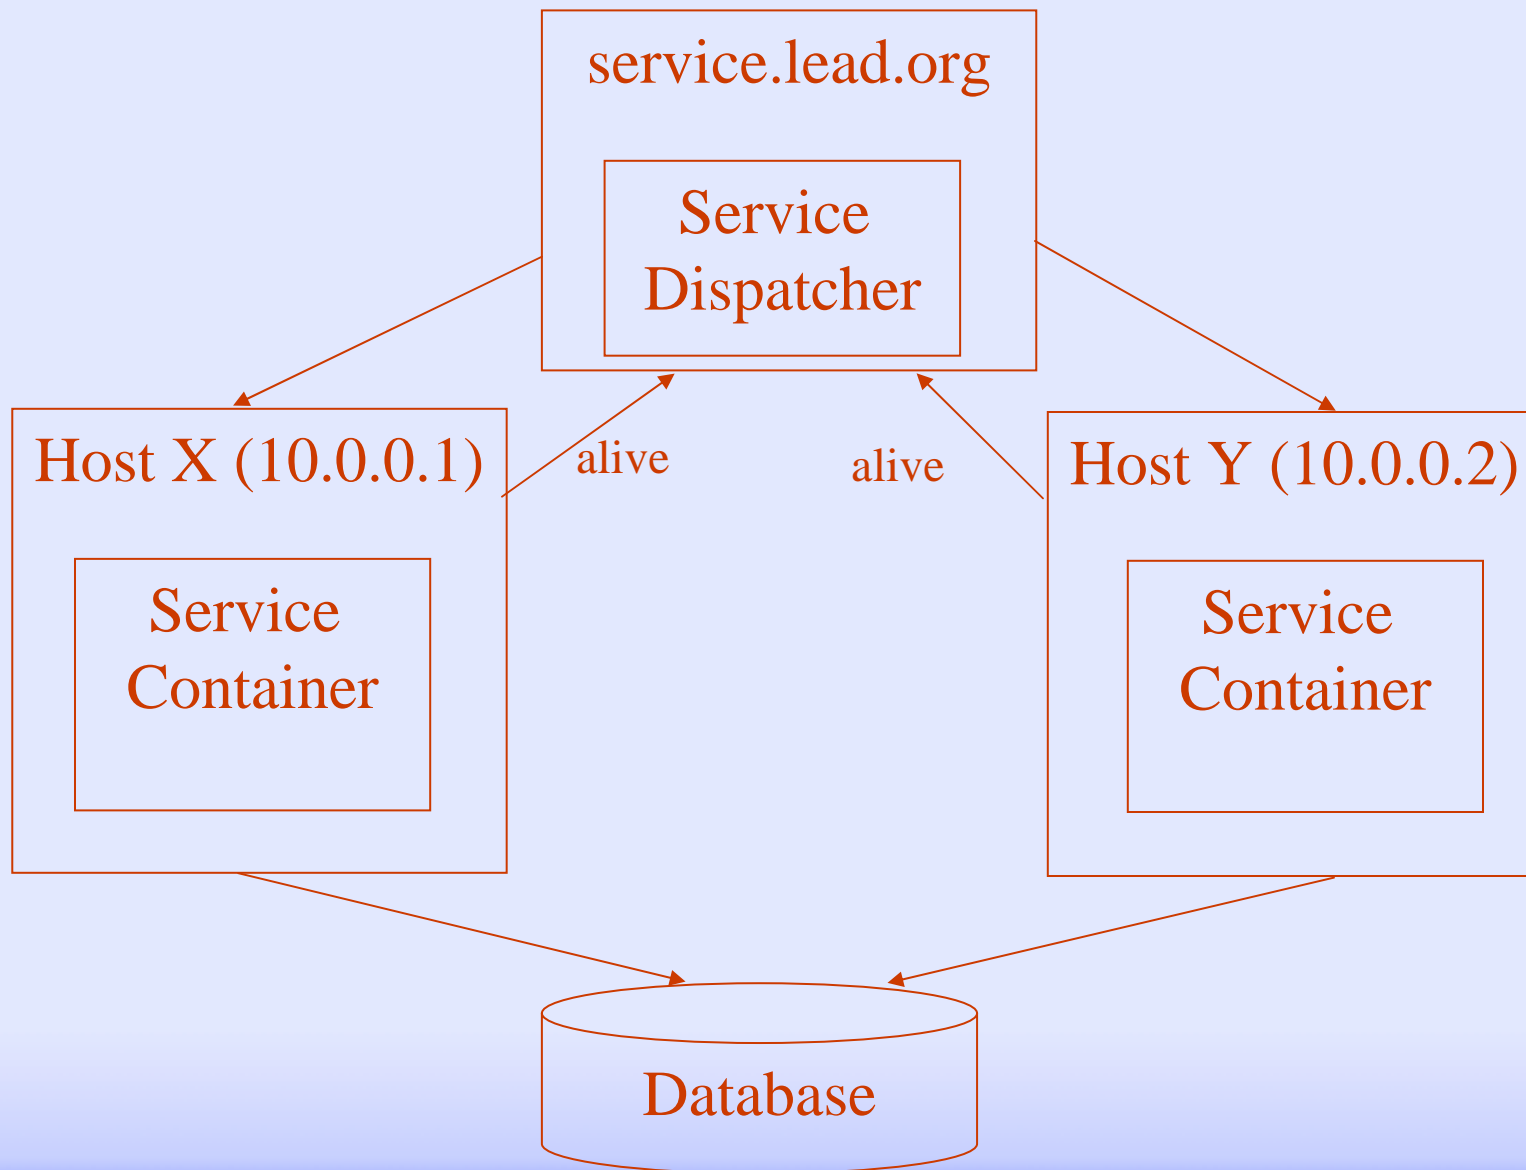 service.lead.org
Service
Dispatcher
Host X (10.0.0.1)
alive
alive
Host Y (10.0.0.2)
Service
Container
Service
Container
Database